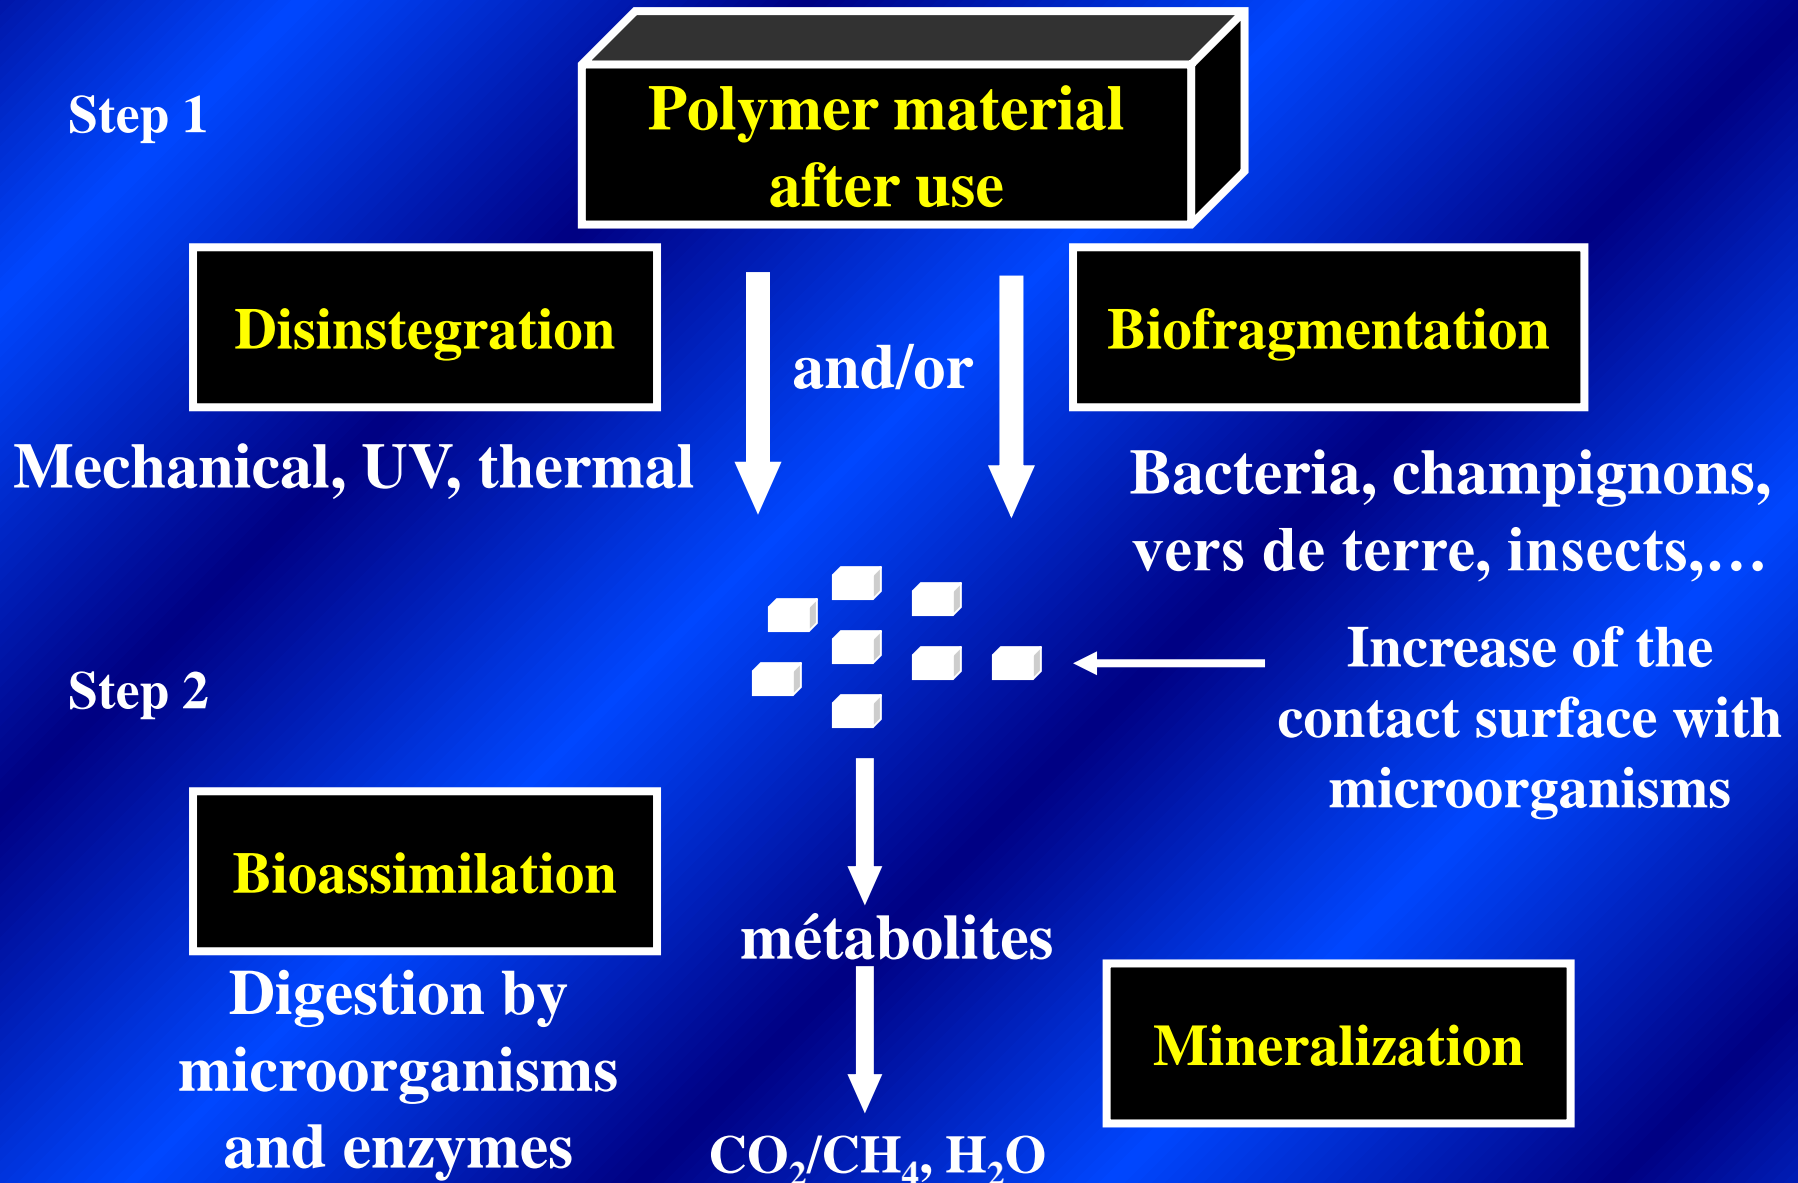 Step 1
Polymer material
after use
Disinstegration
and/or
Biofragmentation
Mechanical, UV, thermal
Bacteria, champignons,
vers de terre, insects,…
Step 2
Increase of the
contact surface with
microorganisms
Bioassimilation
métabolites
Digestion by
microorganisms
and enzymes
Mineralization
CO₂/CH₄, H₂O